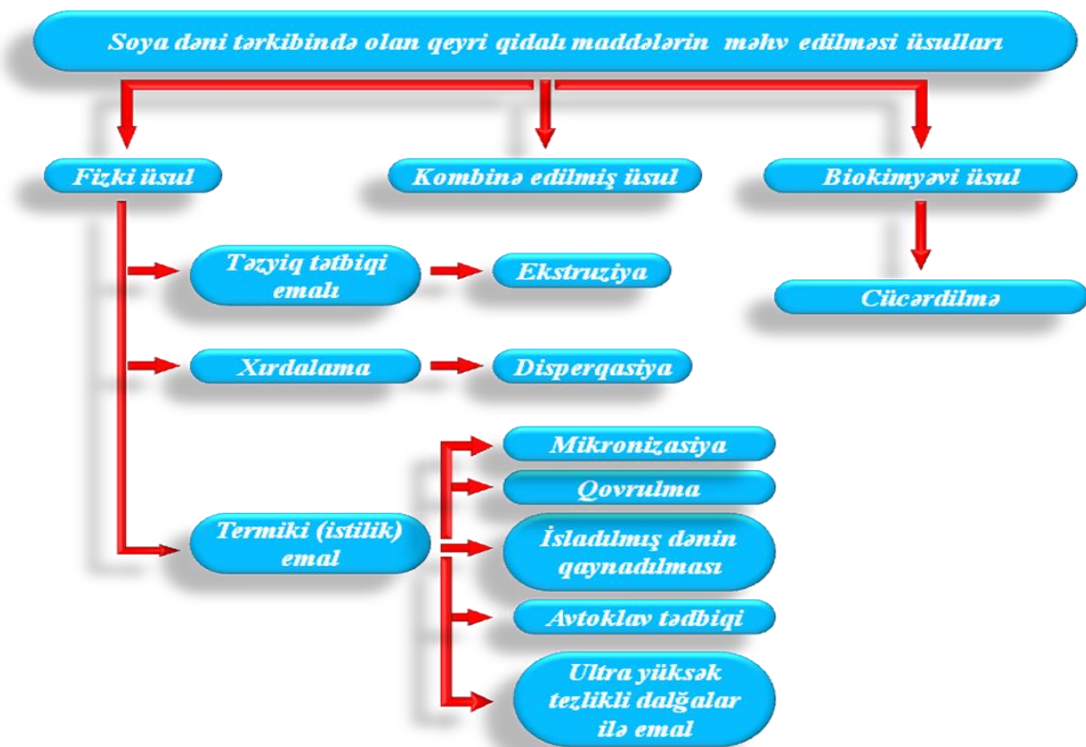 Soya dəni tərkibində olan qeyri qidalı maddələrin məhv edilməsi üsulları
Fizki üsul
Kombinə edilmiş üsul
Biokimyəvi üsul
Təzyiq tətbiqi
emalı
Ekstruziya
Cücərdilmə
Xırdalama
Disperqasiya
Mikronizasiya
Qovrulma
Termiki (istilik)
emal
İsladılmış dənin
qaynadılması
Avtoklav tədbiqi
Ultra yüksək
tezlikli dalğalar
ilə emal